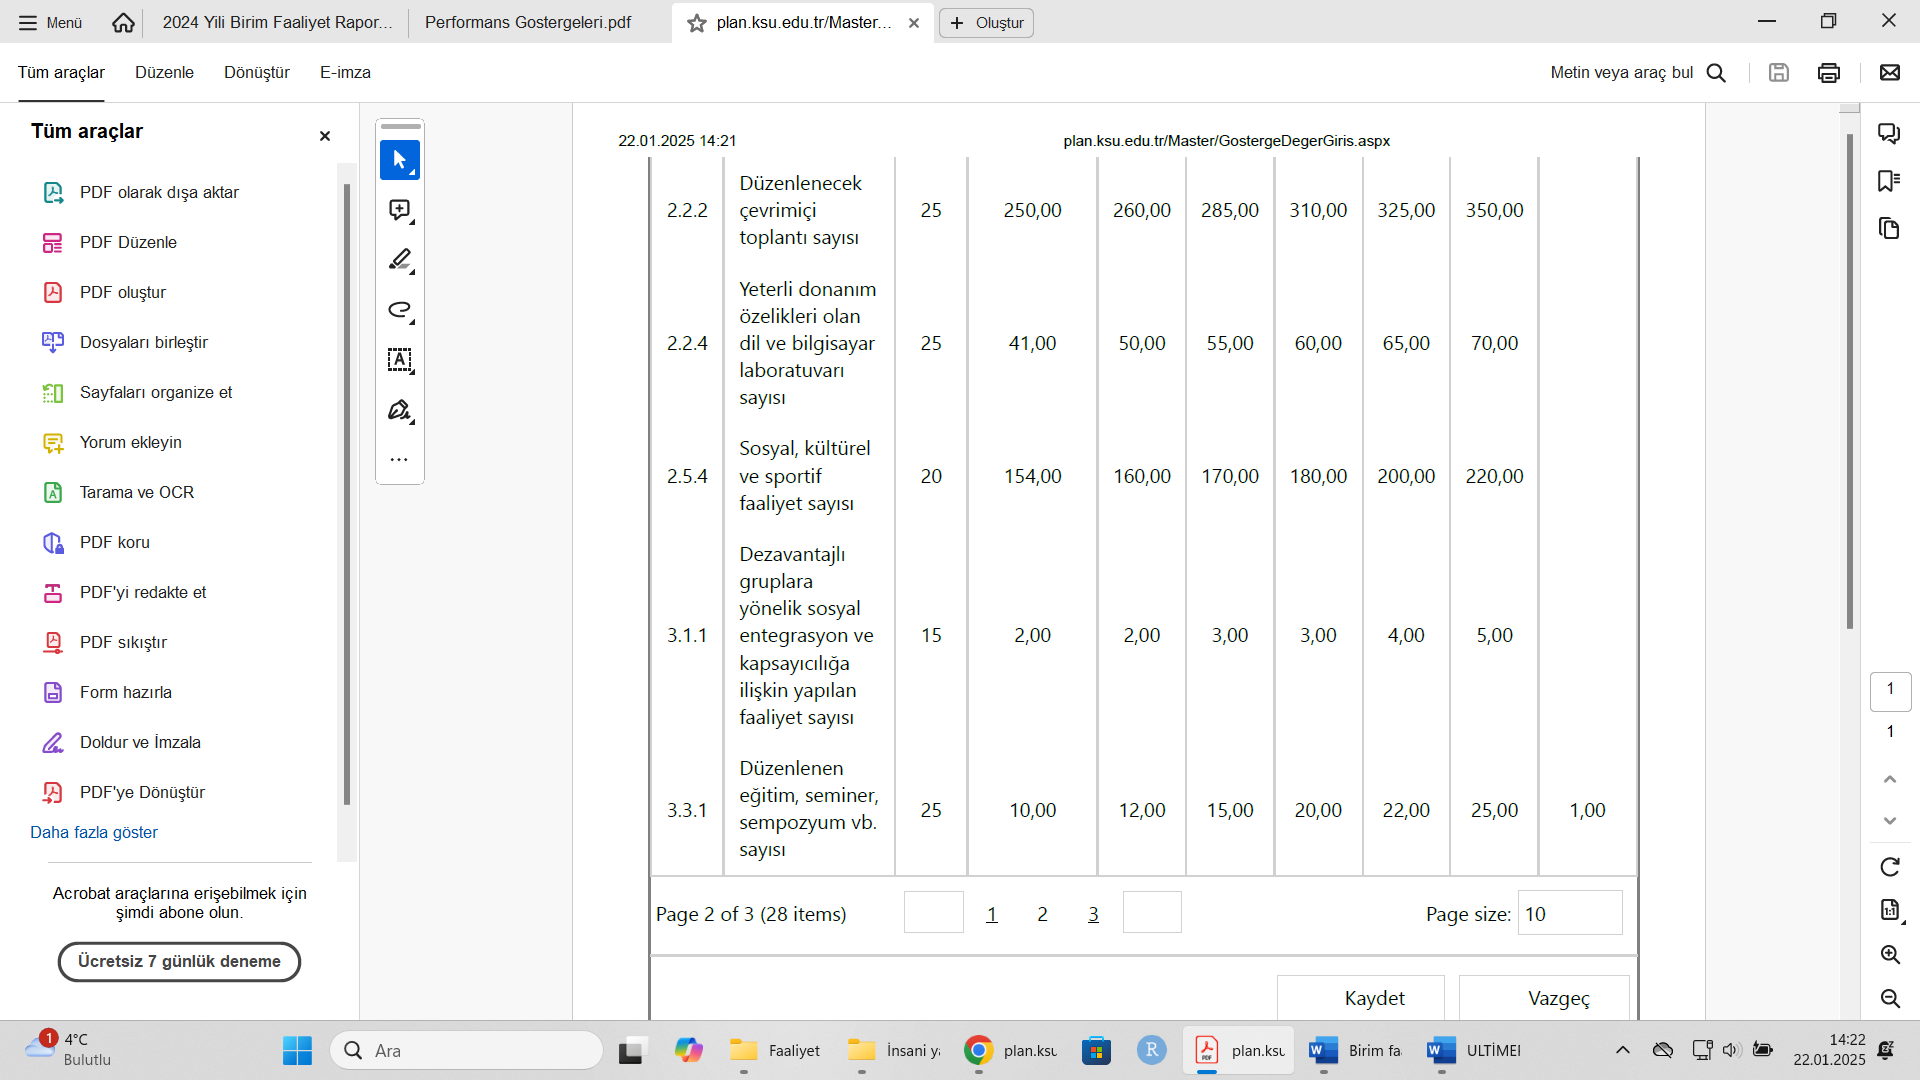 Menü
2024 Yili Birim Faaliyet Rapor...
Performans Gostergeleri.pdf
plan.ksu.edu.tr/Master...
Oluştur
Tüm araçlar
Düzenle
Dönüştür
E-imza
Metin veya araç bul
Tüm araçlar
PDF olarak dışa aktar
PDF Düzenle
PDF oluştur
Dosyaları birleştir
Sayfaları organize et
Yorum ekleyin
Tarama ve OCR
PDF koru
PDF'yi redakte et
PDF sıkıştır
Form hazırla
Doldur ve İmzala
PDF'ye Dönüştür
Daha fazla göster
Acrobat araçlarına erişebilmek için
şimdi abone olun.
Ücretsiz 7 günlük deneme
22.01.2025 14:21
plan.ksu.edu.tr/Master/GostergeDegerGiris.aspx
2.2.2
Düzenlenecek
çevrimiçi
toplantı sayısı
25 250,00 260,00 285,00 310,00 325,00 350,00
2.2.4
Yeterli donanım
özelikleri olan
dil ve bilgisayar
laboratuvarı
sayısı
25 41,00 50,00 55,00 60,00 65,00 70,00
2.5.4
Sosyal, kültürel
ve sportif
faaliyet sayısı
20 154,00 160,00 170,00 180,00 200,00 220,00
3.1.1
Dezavantajlı
gruplara
yönelik sosyal
entegrasyon ve
kapsayıcılığa
ilişkin yapılan
faaliyet sayısı
15 2,00 2,00 3,00 3,00 4,00 5,00
3.3.1
Düzenlenen
eğitim, seminer,
sempozyum vb.
sayısı
25 10,00 12,00 15,00 20,00 22,00 25,00 1,00
Page 2 of 3 (28 items)
1 2 3
Page size: 10
Kaydet
Vazgeç
1
1
1
4°C
Bulutlu
Ara
Faaliyet
İnsani ya
plan.ksu
plan.ksu
Birim fa
ULTİMEI
14:22
22.01.2025